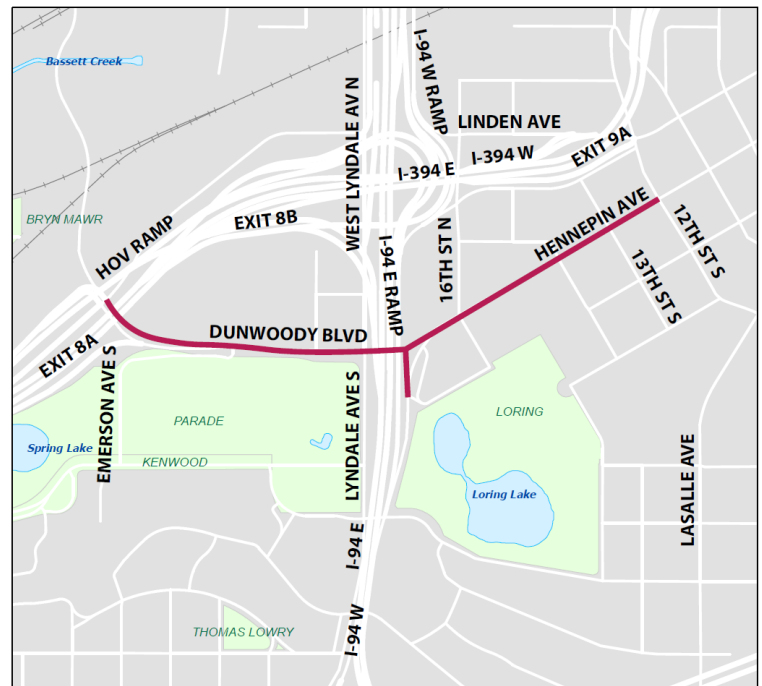 Bassett Creek
I-94 W RAMP
WEST LYNDALE AV N
LINDEN AVE
EXIT 9A
I-394 W
I-394 E
BRYN MAWR
HOV RAMP
EXIT 8B
HENNEPIN AVE
12TH ST S
16TH ST N
I-94 E RAMP
13TH ST S
DUNWOODY BLVD
EXIT 8A
EMERSON AVE S
PARADE
LYNDALE AVE S
LORING
Spring Lake
KENWOOD
LASALLE AVE
Loring Lake
I-94 E
THOMAS LOWRY
I-94 W